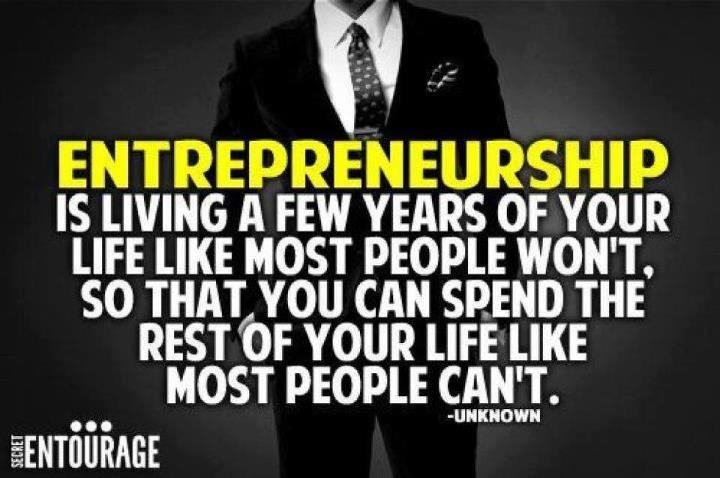 ENTREPRENEURSHIP
IS LIVING A FEW YEARS OF YOUR
LIFE LIKE MOST PEOPLE WON'T,
SO THAT YOU CAN SPEND THE
REST OF YOUR LIFE LIKE
MOST PEOPLE CAN'T.
-UNKNOWN
SECRET
ENTOURAGE